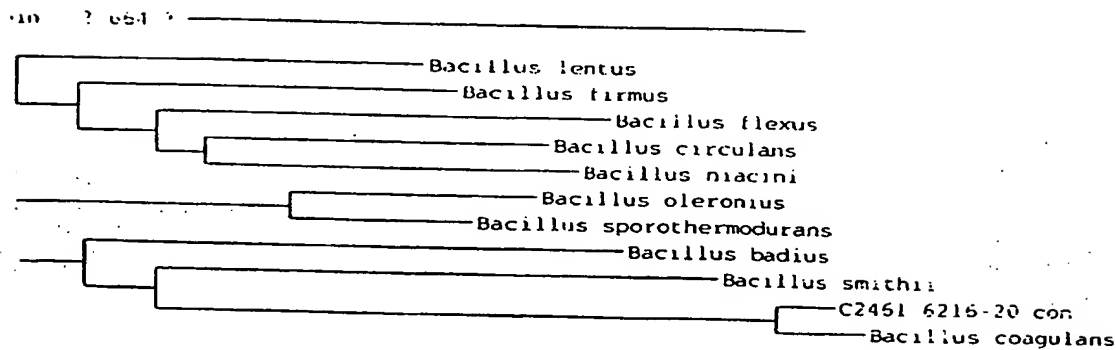 Bacillus lentus
Bacillus firmus
Bacillus flexus
Bacillus circulans
Bacillus niacini
Bacillus oleronius
Bacillus sporothermodurans
Bacillus badius
Bacillus smithii
C2461 6216-20 con
Bacillus coagulans